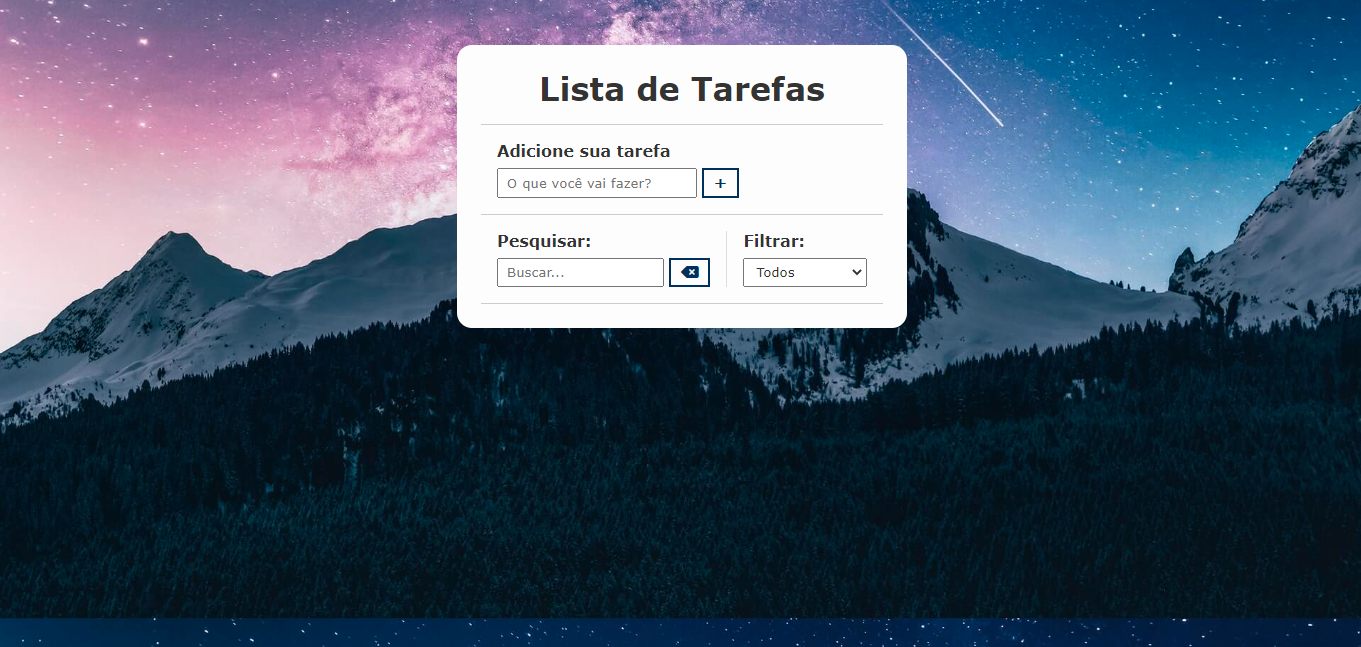 Lista de Tarefas
Adicione sua tarefa
O que você vai fazer?
+
Pesquisar:
Filtrar:
Buscar...
Todos